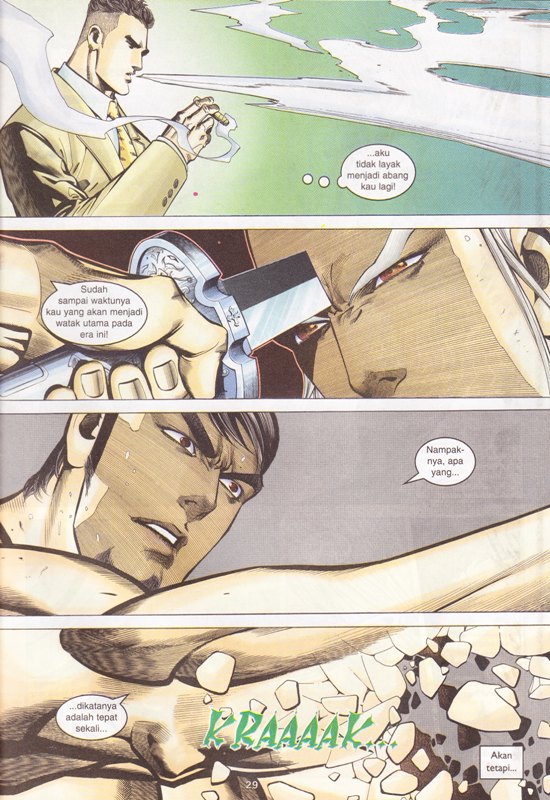 ...aku
tidak layak
menjadi abang
kau lagi!
Sudah
sampai waktunya
kau yang akan menjadi
watak utama pada
era ini!
Nampak-
nya, apa
yang...
...dikatanya
adalah tepat
sekali...
KRAAAAK...
Akan
tetapi...
29